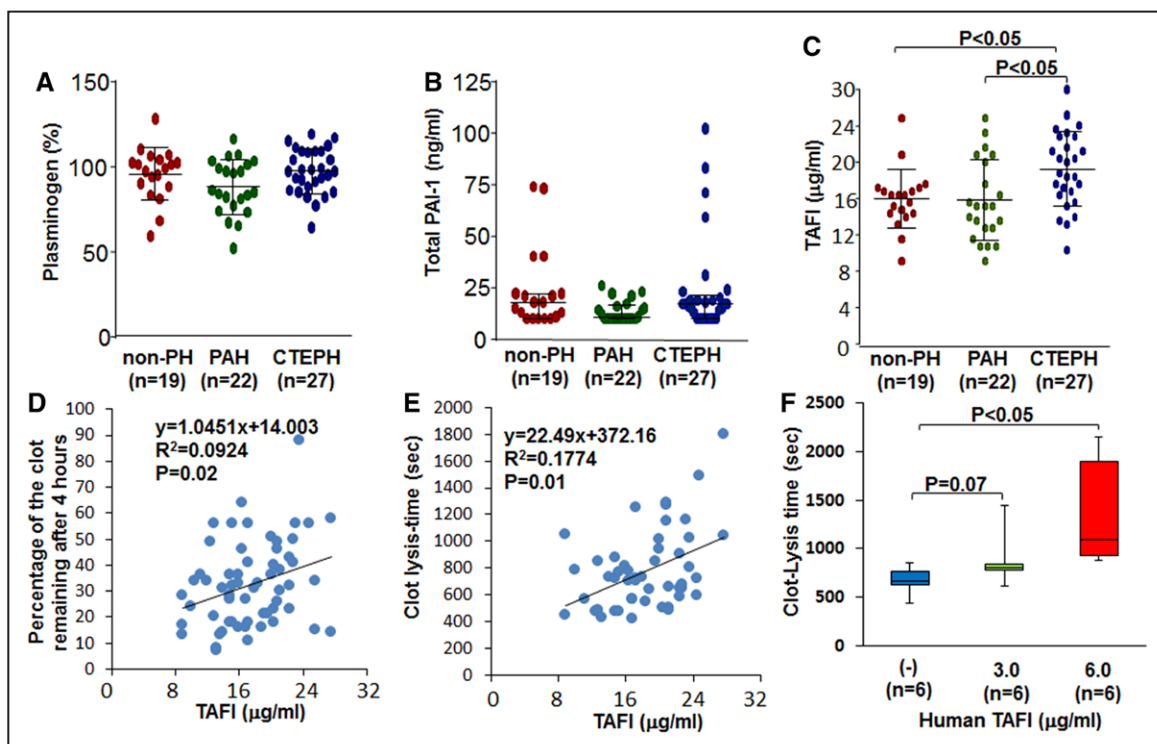 A
Plasminogen (%)
150
100
50
0
non-PH PAH CTEPH
(n=19) (n=22) (n=27)
B
Total PAI-1 (ng/ml)
125
100
75
50
25
0
non-PH PAH CTEPH
(n=19) (n=22) (n=27)
C
P<0.05
P<0.05
TAFI (μg/ml)
30
24
20
16
12
8
4
0
non-PH PAH CTEPH
(n=19) (n=22) (n=27)
D
Percentage of the clot
remaining after 4 hours
100
90
80
70
60
50
40
30
20
10
0
y=1.0451x+14.003
R²=0.0924
P=0.02
0 8 16 24 32
TAFI (μg/ml)
E
Clot lysis-time (sec)
2000
1800
1600
1400
1200
1000
800
600
400
200
0
y=22.49x+372.16
R²=0.1774
P=0.01
0 8 16 24 32
TAFI (μg/ml)
F
Clot-Lysis time (sec)
2500
2000
1500
1000
500
0
P<0.05
P=0.07
(-) 3.0 6.0
(n=6) (n=6) (n=6)
Human TAFI (μg/ml)